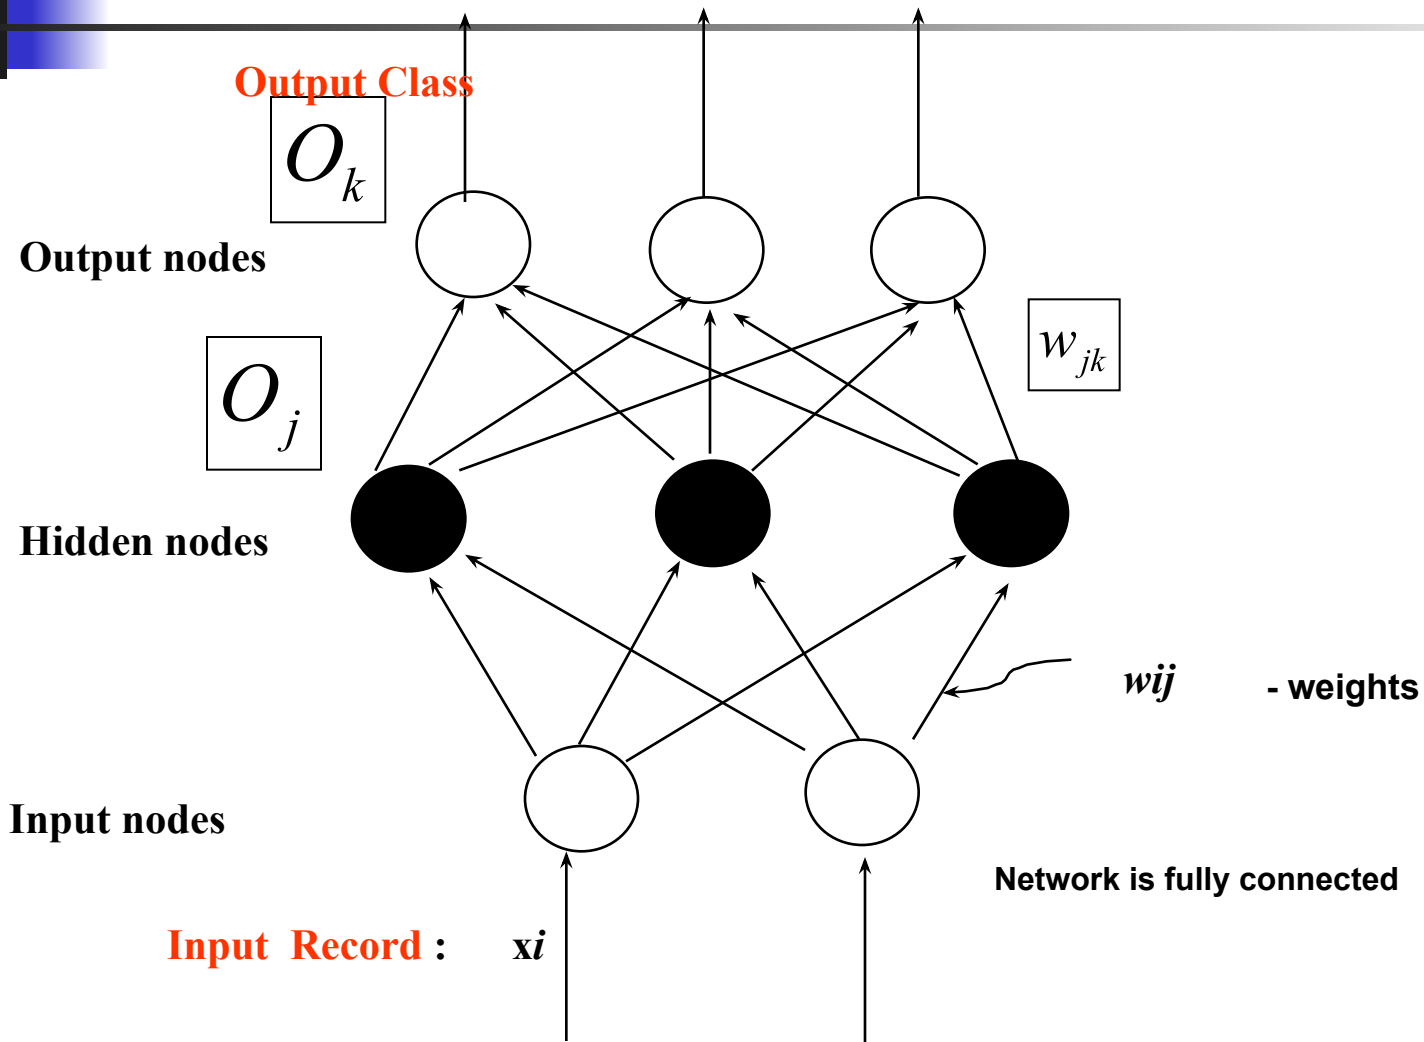 Output Class
O_k
Output nodes
w_jk
O_j
Hidden nodes
wij - weights
Input nodes
Network is fully connected
Input Record : xi